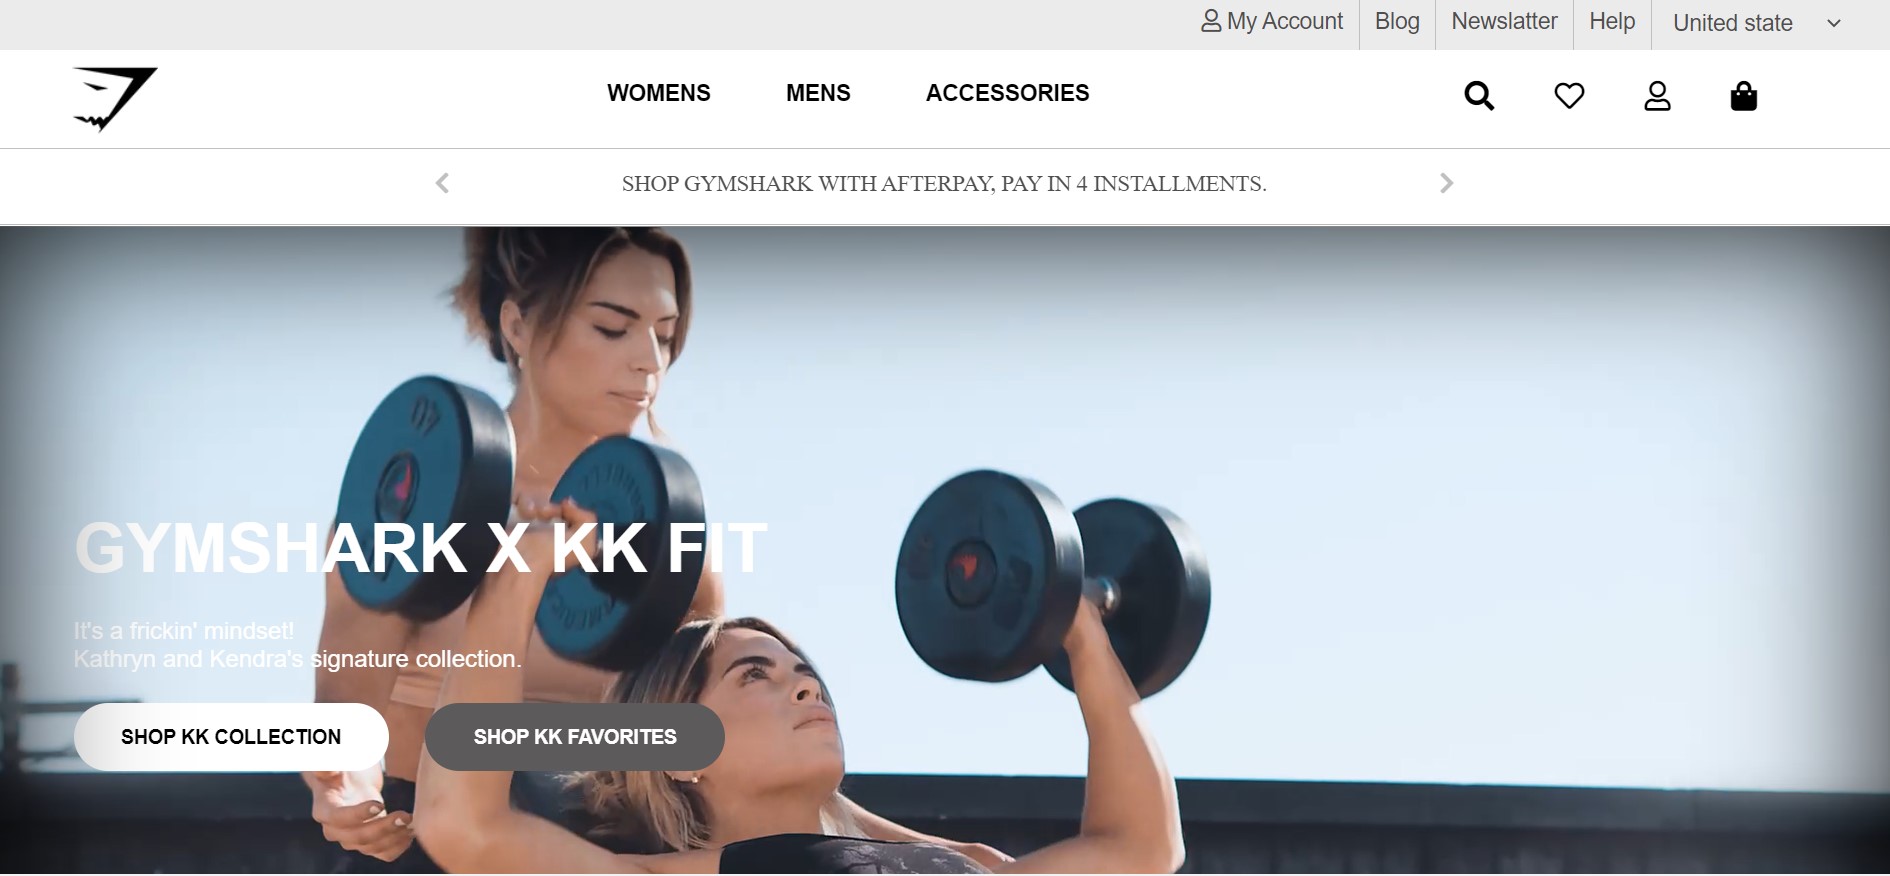 My Account
Blog
Newslatter
Help
United state
WOMENS
MENS
ACCESSORIES
SHOP GYMSHARK WITH AFTERPAY, PAY IN 4 INSTALLMENTS.
40
GYMSHARK X KK FIT
It's a frickin' mindset!
Kathryn and Kendra's signature collection.
SHOP KK COLLECTION
SHOP KK FAVORITES